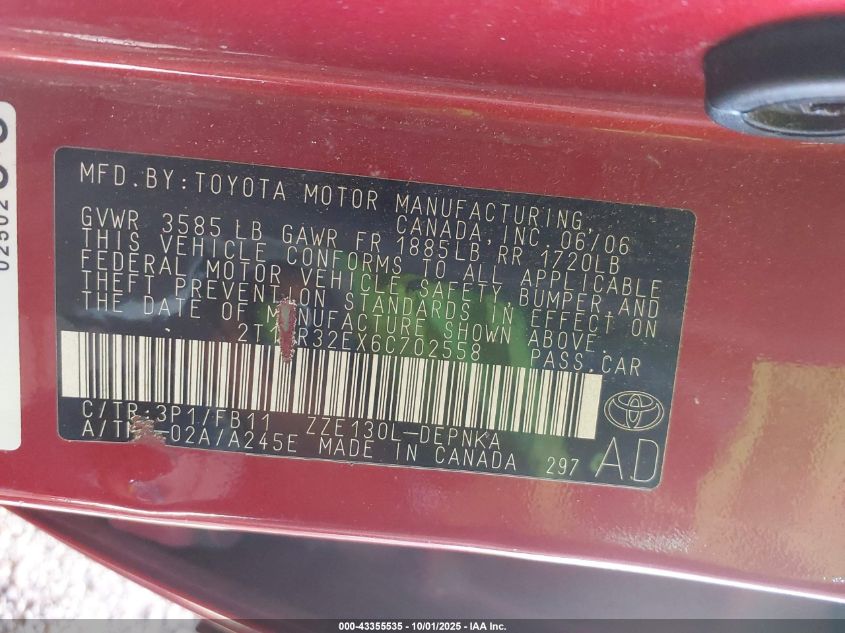 MFD.BY:TOYOTA MOTOR MANUFACTURING,
CANADA, INC. 06/06
GVWR 3585LB GAWR FR 1885LB RR 1720LB
THIS VEHICLE CONFORMS TO ALL APPLICABLE
FEDERAL MOTOR VEHICLE SAFETY, BUMPER AND
THEFT PREVENTION STANDARDS IN EFFECT ON
THE DATE OF MANUFACTURE SHOWN ABOVE.
PASS.CAR
C/TR:3P1/FB11 ZZE130L-DEPNKA
02A/A245E MADE IN CANADA 297
AD
000-43355535 - 10/01/2025 - IAA Inc.